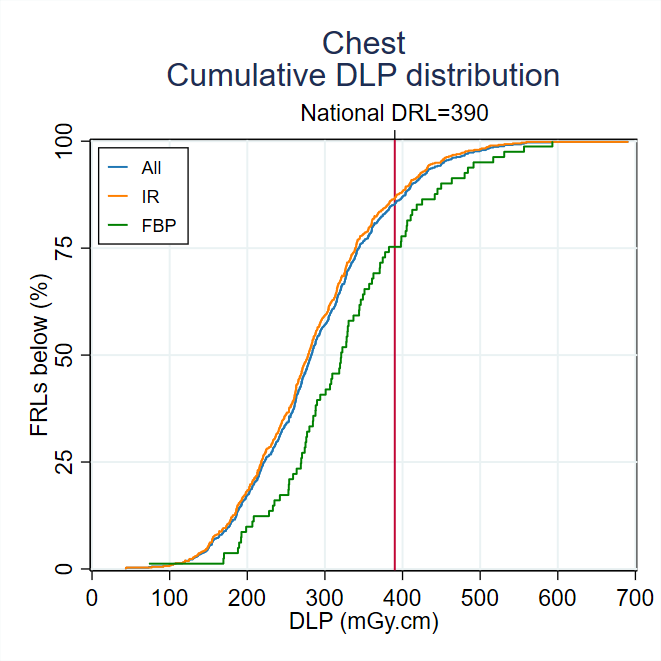 Chest
Cumulative DLP distribution
National DRL=390
All
IR
FBP
FRLs below (%)
100
75
50
25
0
0 100 200 300 400 500 600 700
DLP (mGy.cm)